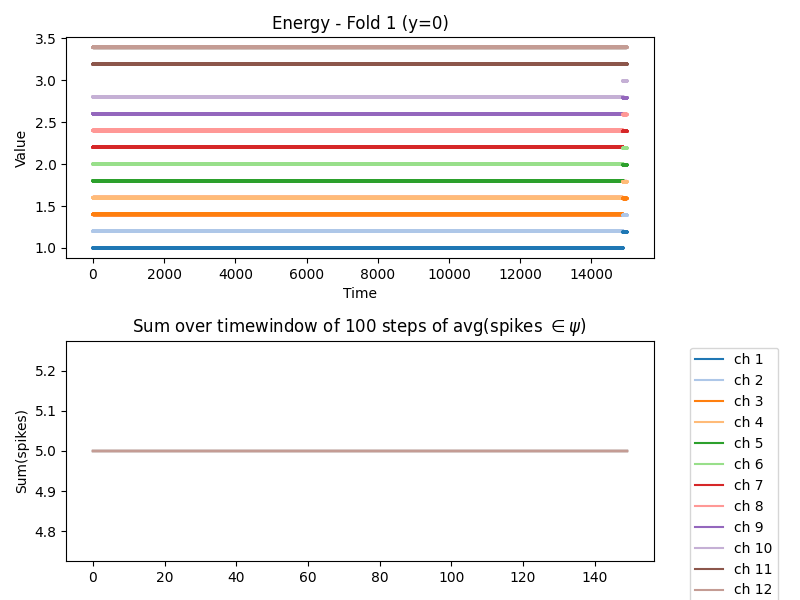 Energy - Fold 1 (y=0)
3.5
3.0
2.5
2.0
1.5
1.0
Value
0 2000 4000 6000 8000 10000 12000 14000
Time
Sum over timewindow of 100 steps of avg(spikes ∈ψ)
5.2
5.1
5.0
4.9
4.8
Sum(spikes)
0 20 40 60 80 100 120 140
ch 1
ch 2
ch 3
ch 4
ch 5
ch 6
ch 7
ch 8
ch 9
ch 10
ch 11
ch 12